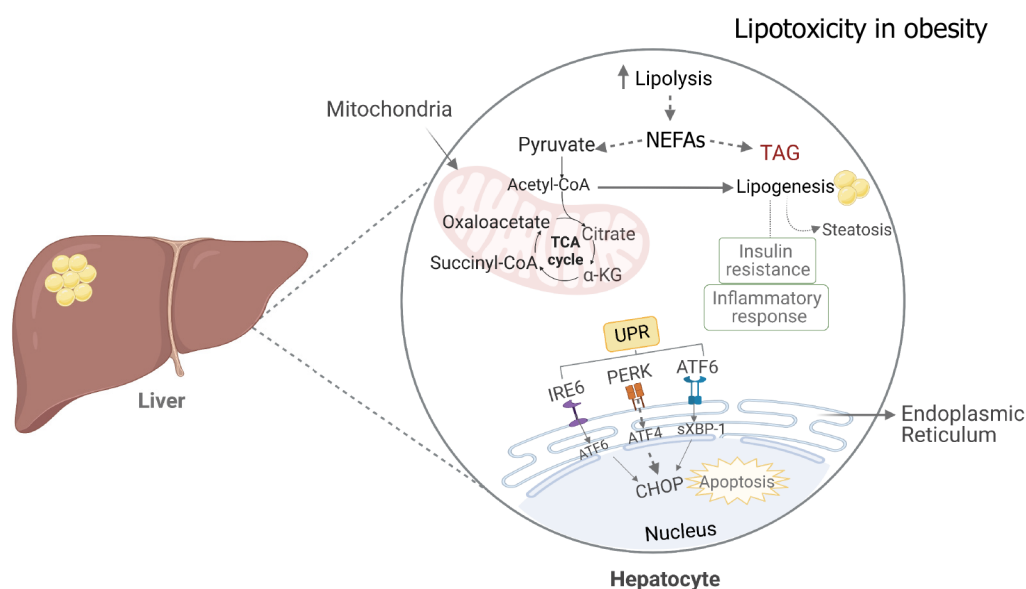 Lipotoxicity in obesity
Lipolysis
Mitochondria
NEFAs
Pyruvate
TAG
Acetyl-CoA
Lipogenesis
Oxaloacetate
Citrate
Steatosis
TCA
cycle
Succinyl-CoA
α-KG
Insulin
resistance
Inflammatory
response
UPR
IRE6
PERK
ATF6
Liver
Endoplasmic
Reticulum
ATF6
ATF4
sXBP-1
CHOP
Apoptosis
Nucleus
Hepatocyte